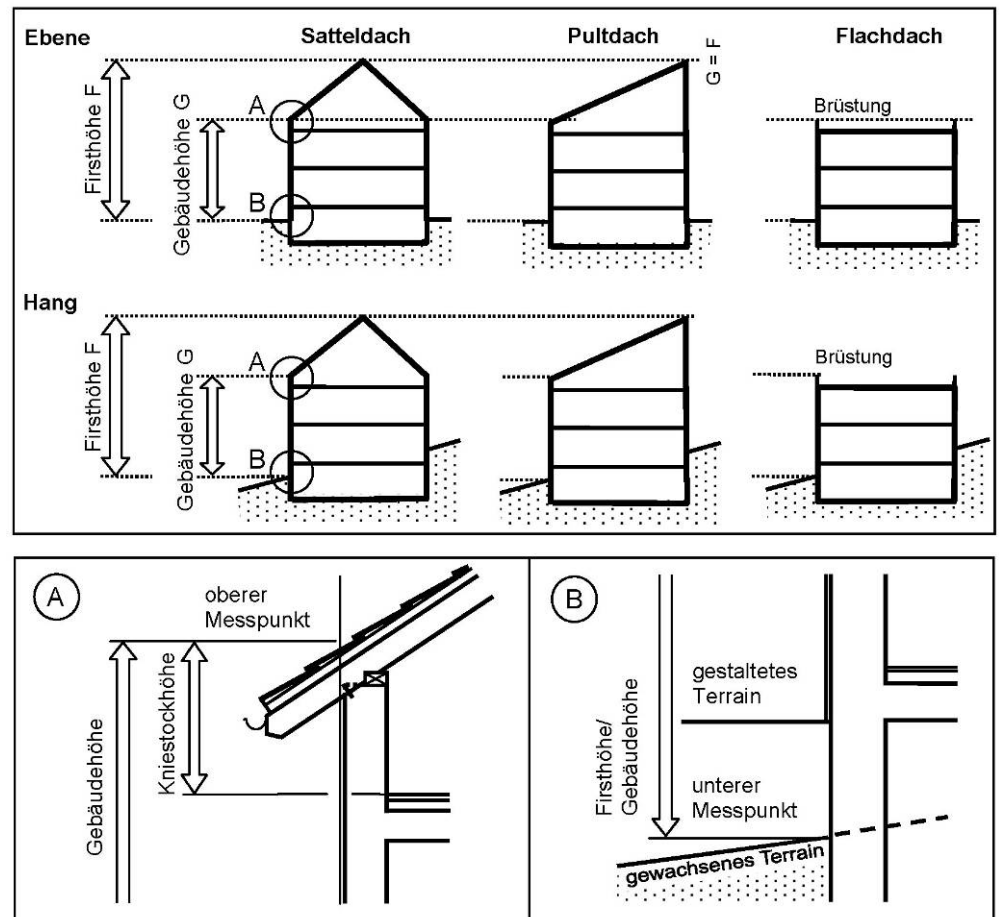 Ebene
Satteldach
Pultdach
Flachdach
Firsthöhe F
Gebäudehöhe G
A
B
G = F
Brüstung
Hang
Firsthöhe F
Gebäudehöhe G
A
B
Brüstung
A
oberer
Messpunkt
Gebäudehöhe
Kniestockhöhe
B
Firsthöhe/
Gebäudehöhe
gestaltetes
Terrain
unterer
Messpunkt
gewachsenes Terrain